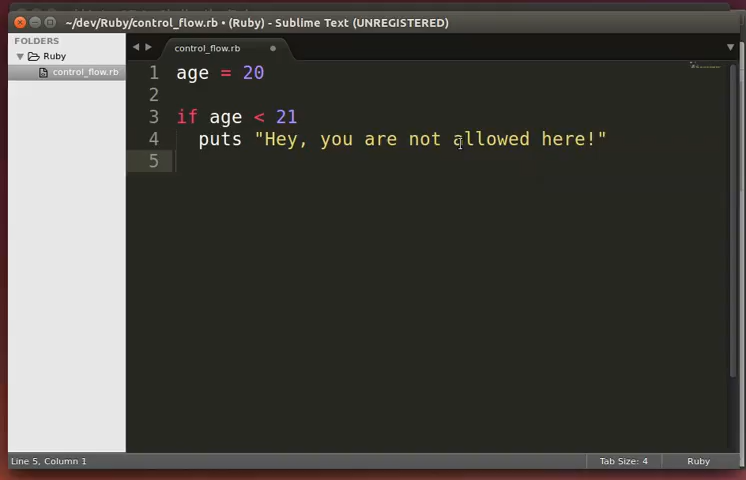 ~/dev/Ruby/control_flow.rb • (Ruby) - Sublime Text (UNREGISTERED)
FOLDERS
Ruby
control_flow.rb
control_flow.rb
1 age = 20
2
3 if age < 21
4   puts "Hey, you are not allowed here!"
5
Line 5, Column 1
Tab Size: 4
Ruby